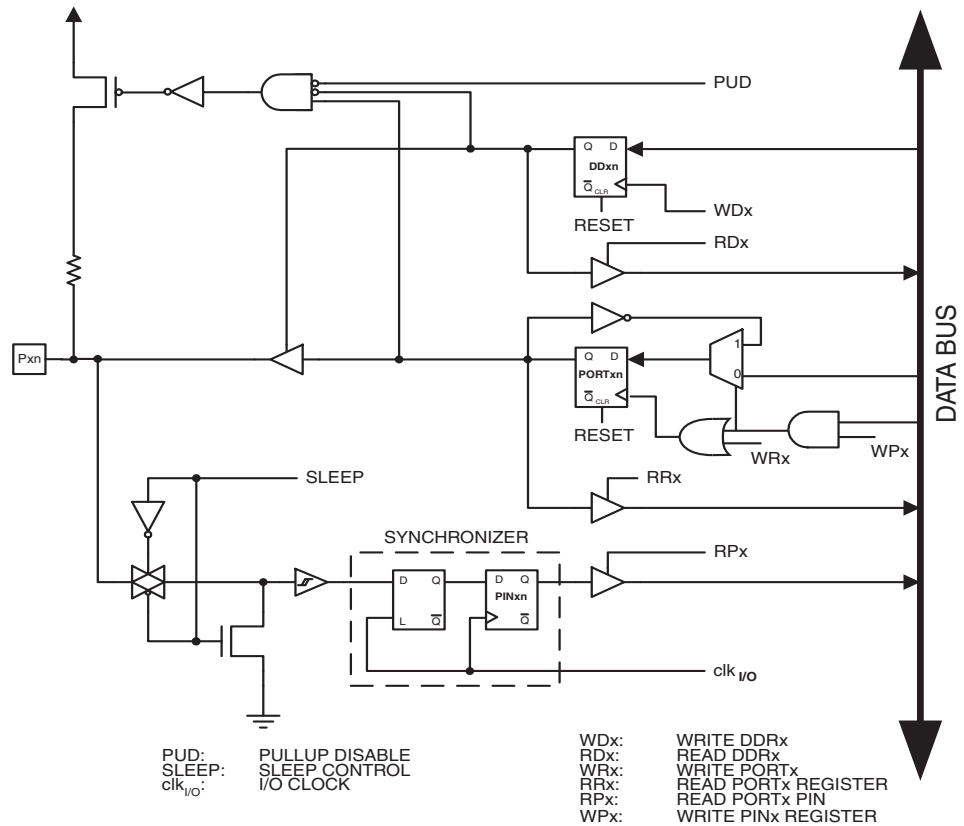 PUD
Q D
DDxn
Q CLR
WDx
RESET
RDx
Pxn
1
Q D
PORTxn
0
Q CLR
RESET
WRx
WPx
DATA BUS
SLEEP
RRx
SYNCHRONIZER
RPx
D Q
D Q
PINxn
L Q
Q
clk I/O
PUD: PULLUP DISABLE
SLEEP: SLEEP CONTROL
clkI/O: I/O CLOCK
WDx: WRITE DDRx
RDx: READ DDRx
WRx: WRITE PORTx
RRx: READ PORTx REGISTER
RPx: READ PORTx PIN
WPx: WRITE PINx REGISTER